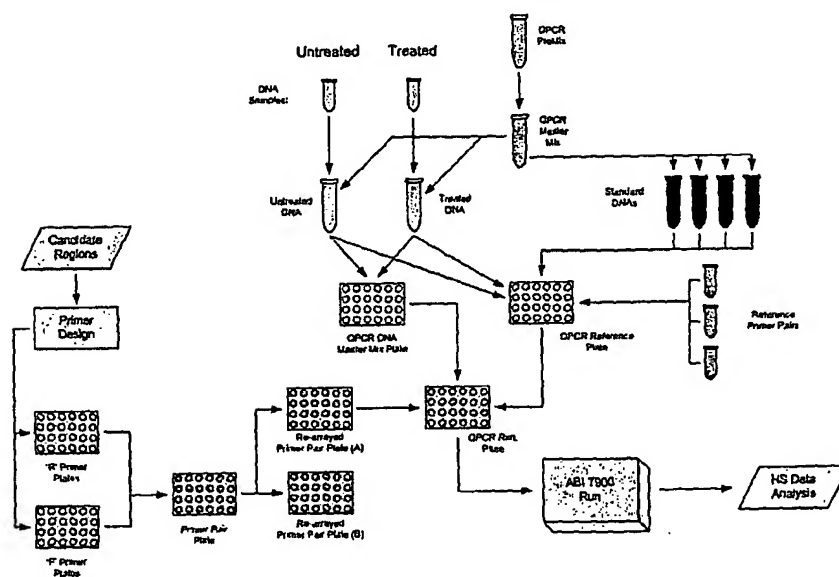 QPCR
PreMix
Untreated Treated
DNA
Samples:
QPCR
Master
Mix
Untreated
DNA
Treated
DNA
Standard
DNAs
Candidate
Regions
Primer
Design
QPCR DNA
Master Mix Plate
QPCR Reference
Plate
Reference
Primer Pairs
"R" Primer
Plates
Re-arrayed
Primer Pair Plate (A)
QPCR Run
Plate
ABI 7900
Run
HS Data
Analysis
Primer Pair
Plate
Re-arrayed
Primer Pair Plate (B)
"F" Primer
Plates